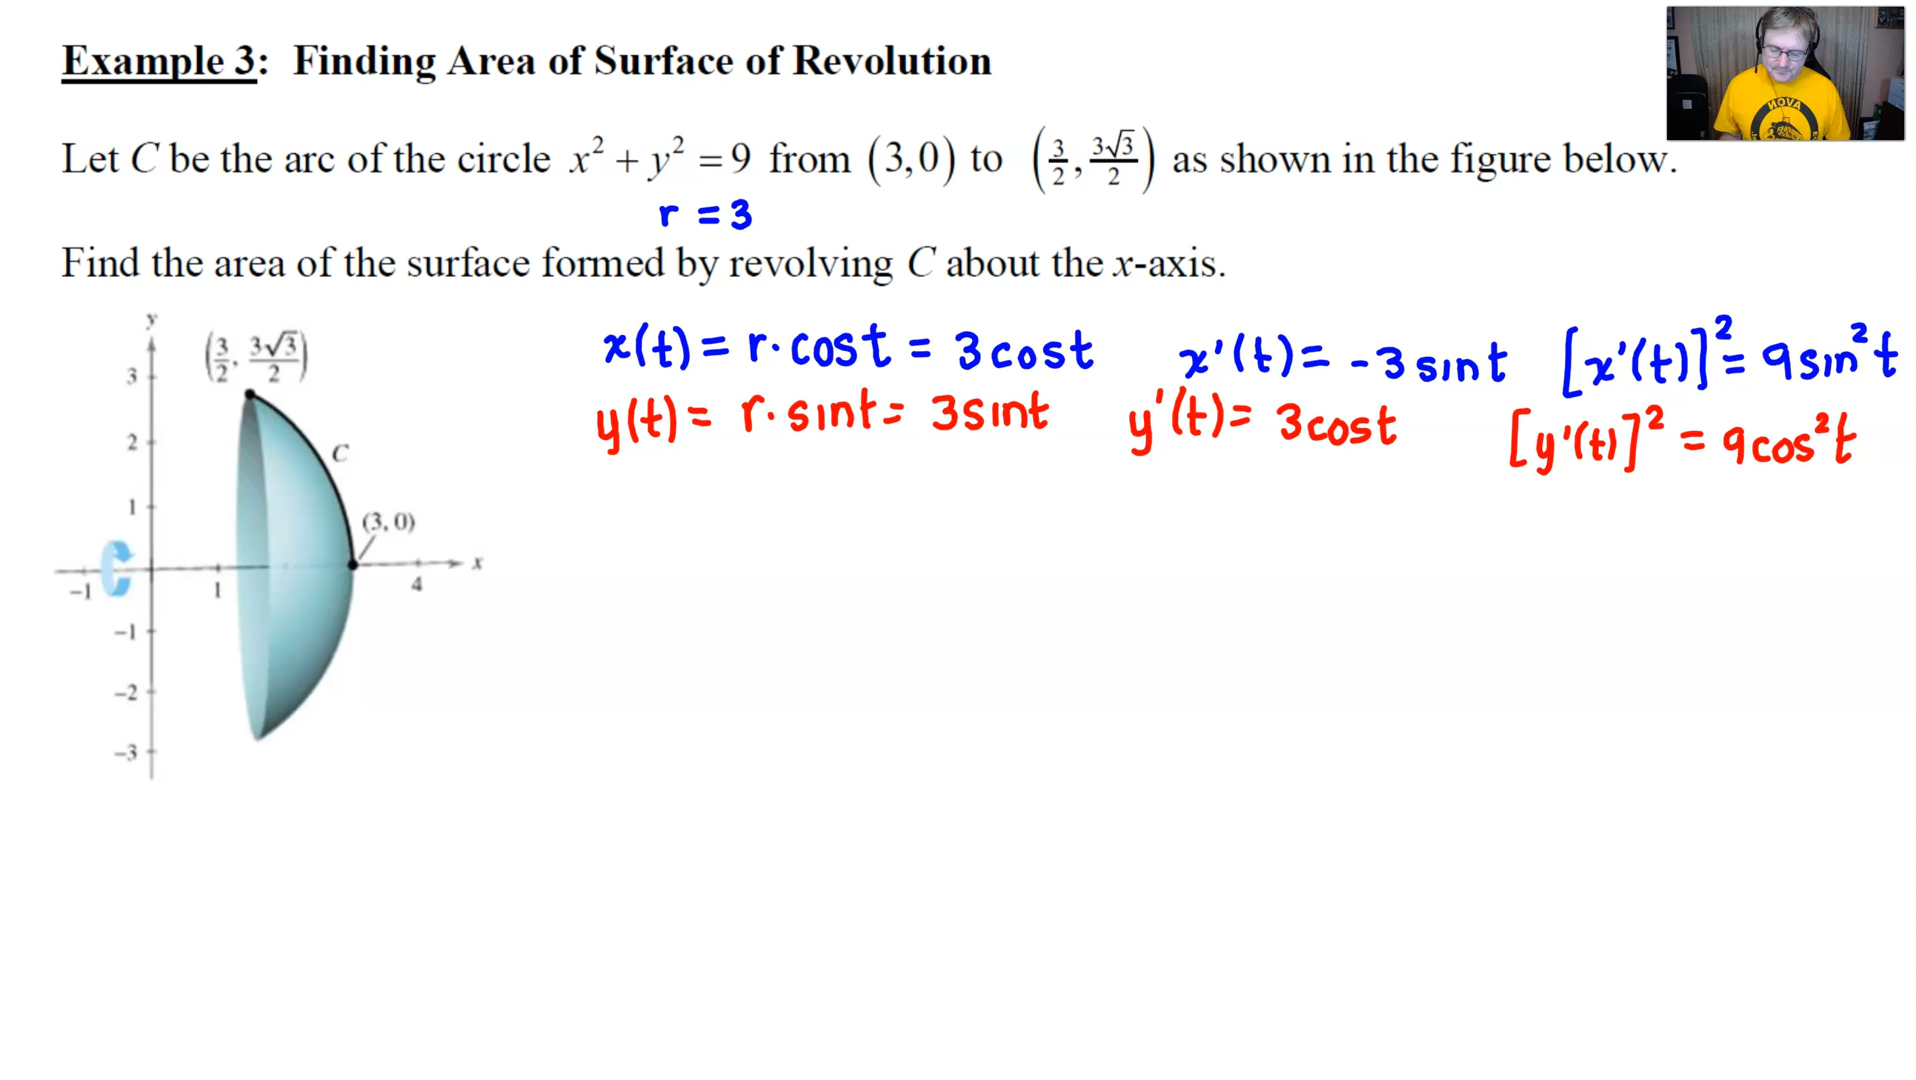 Example 3: Finding Area of Surface of Revolution
Let C be the arc of the circle x² + y² = 9 from (3,0) to (3/2, 3√3/2) as shown in the figure below.
r = 3
Find the area of the surface formed by revolving C about the x-axis.
x(t) = r·cost = 3cost x'(t) = -3sint [x'(t)]² = 9sin²t
y(t) = r·sint = 3sint y'(t) = 3cost [y'(t)]² = 9cos²t
y
(3/2, 3√3/2)
3
2
C
1
(3, 0)
x
-1 1 4
-1
-2
-3
NOVA